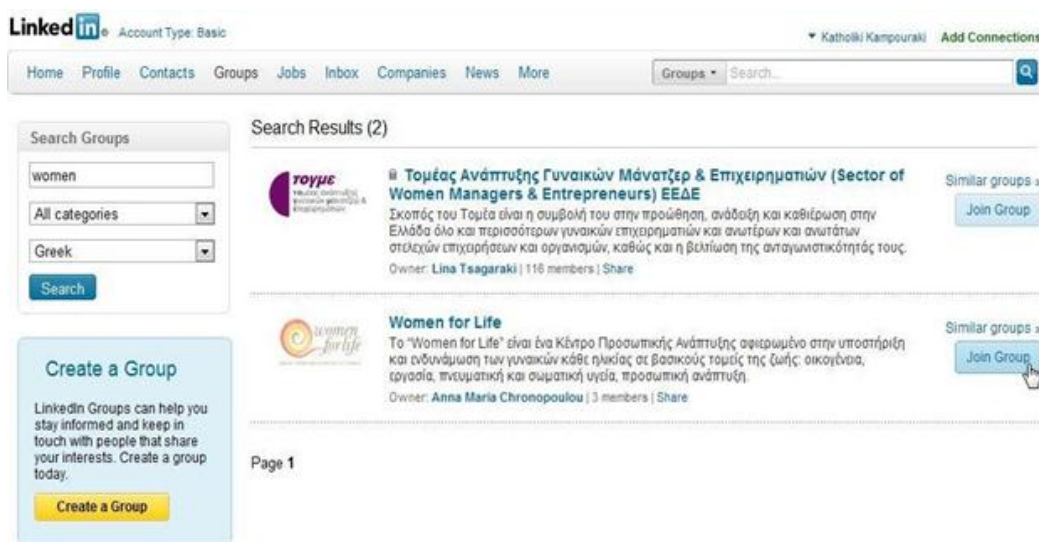 Linked in Account Type: Basic
Katholiki Kampouraki Add Connections
Home Profile Contacts Groups Jobs Inbox Companies News More
Groups Search...
Search Groups
women
All categories
Greek
Search
Create a Group
LinkedIn Groups can help you
stay informed and keep in
touch with people that share
your interests. Create a group
today.
Create a Group
Search Results (2)
τογμε
Τομέας Ανάπτυξης Γυναικών Μάνατζερ & Επιχειρηματιών (Sector of
Women Managers & Entrepreneurs) ΕΕΔΕ
Σκοπός του Τομέα είναι η συμβολή του στην προώθηση, ανάδειξη και καθιέρωση στην
Ελλάδα όλο και περισσότερων γυναικών επιχειρηματιών και ανωτέρων και ανωτάτων
στελεχών επιχειρήσεων και οργανισμών, καθώς και η βελτίωση της ανταγωνιστικότητάς τους.
Owner: Lina Tsagaraki | 116 members | Share
Similar groups »
Join Group
women
for life
Women for Life
Το "Women for Life" είναι ένα Κέντρο Προσωπικής Ανάπτυξης αφιερωμένο στην υποστήριξη
και ενδυνάμωση των γυναικών κάθε ηλικίας σε βασικούς τομείς της ζωής: οικογένεια,
εργασία, πνευματική και σωματική υγεία, προσωπική ανάπτυξη.
Owner: Anna Maria Chronopoulou | 3 members | Share
Similar groups »
Join Group
Page 1